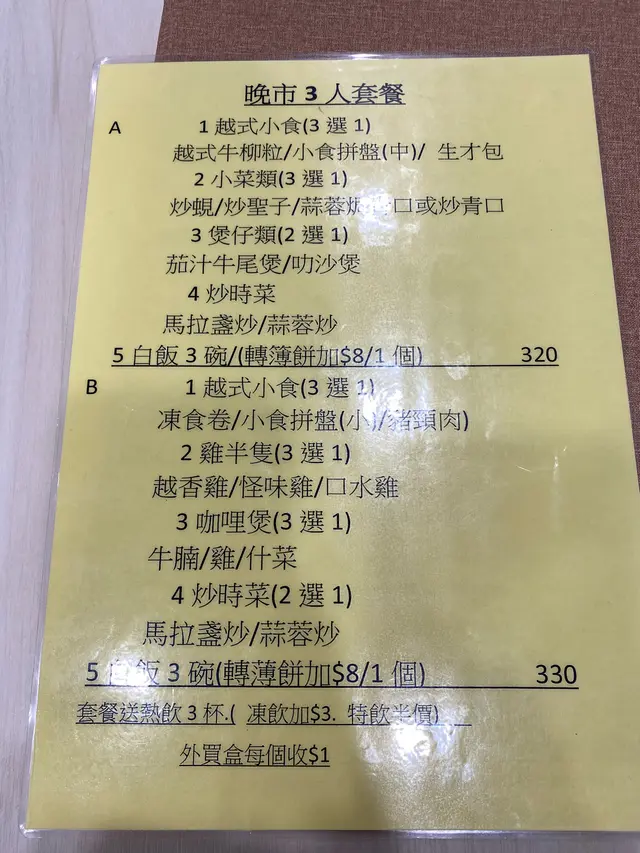 晚市 3 人套餐
A 1 越式小食(3 選 1)
越式牛柳粒/小食拼盤(中)/ 生才包
2 小菜類(3 選 1)
炒蜆/炒聖子/蒜蓉焗青口或炒青口
3 煲仔類(2 選 1)
茄汁牛尾煲/叻沙煲
4 炒時菜
馬拉盞炒/蒜蓉炒
5 白飯 3 碗/(轉簿餅加$8/1 個) 320
B 1 越式小食(3 選 1)
凍食卷/小食拼盤(小)/豬頸肉)
2 雞半隻(3 選 1)
越香雞/怪味雞/口水雞
3 咖哩煲(3 選 1)
牛腩/雞/什菜
4 炒時菜(2 選 1)
馬拉盞炒/蒜蓉炒
5 白飯 3 碗(轉薄餅加$8/1 個) 330
套餐送熱飲 3 杯.( 凍飲加$3. 特飲半價)
外買盒每個收$1